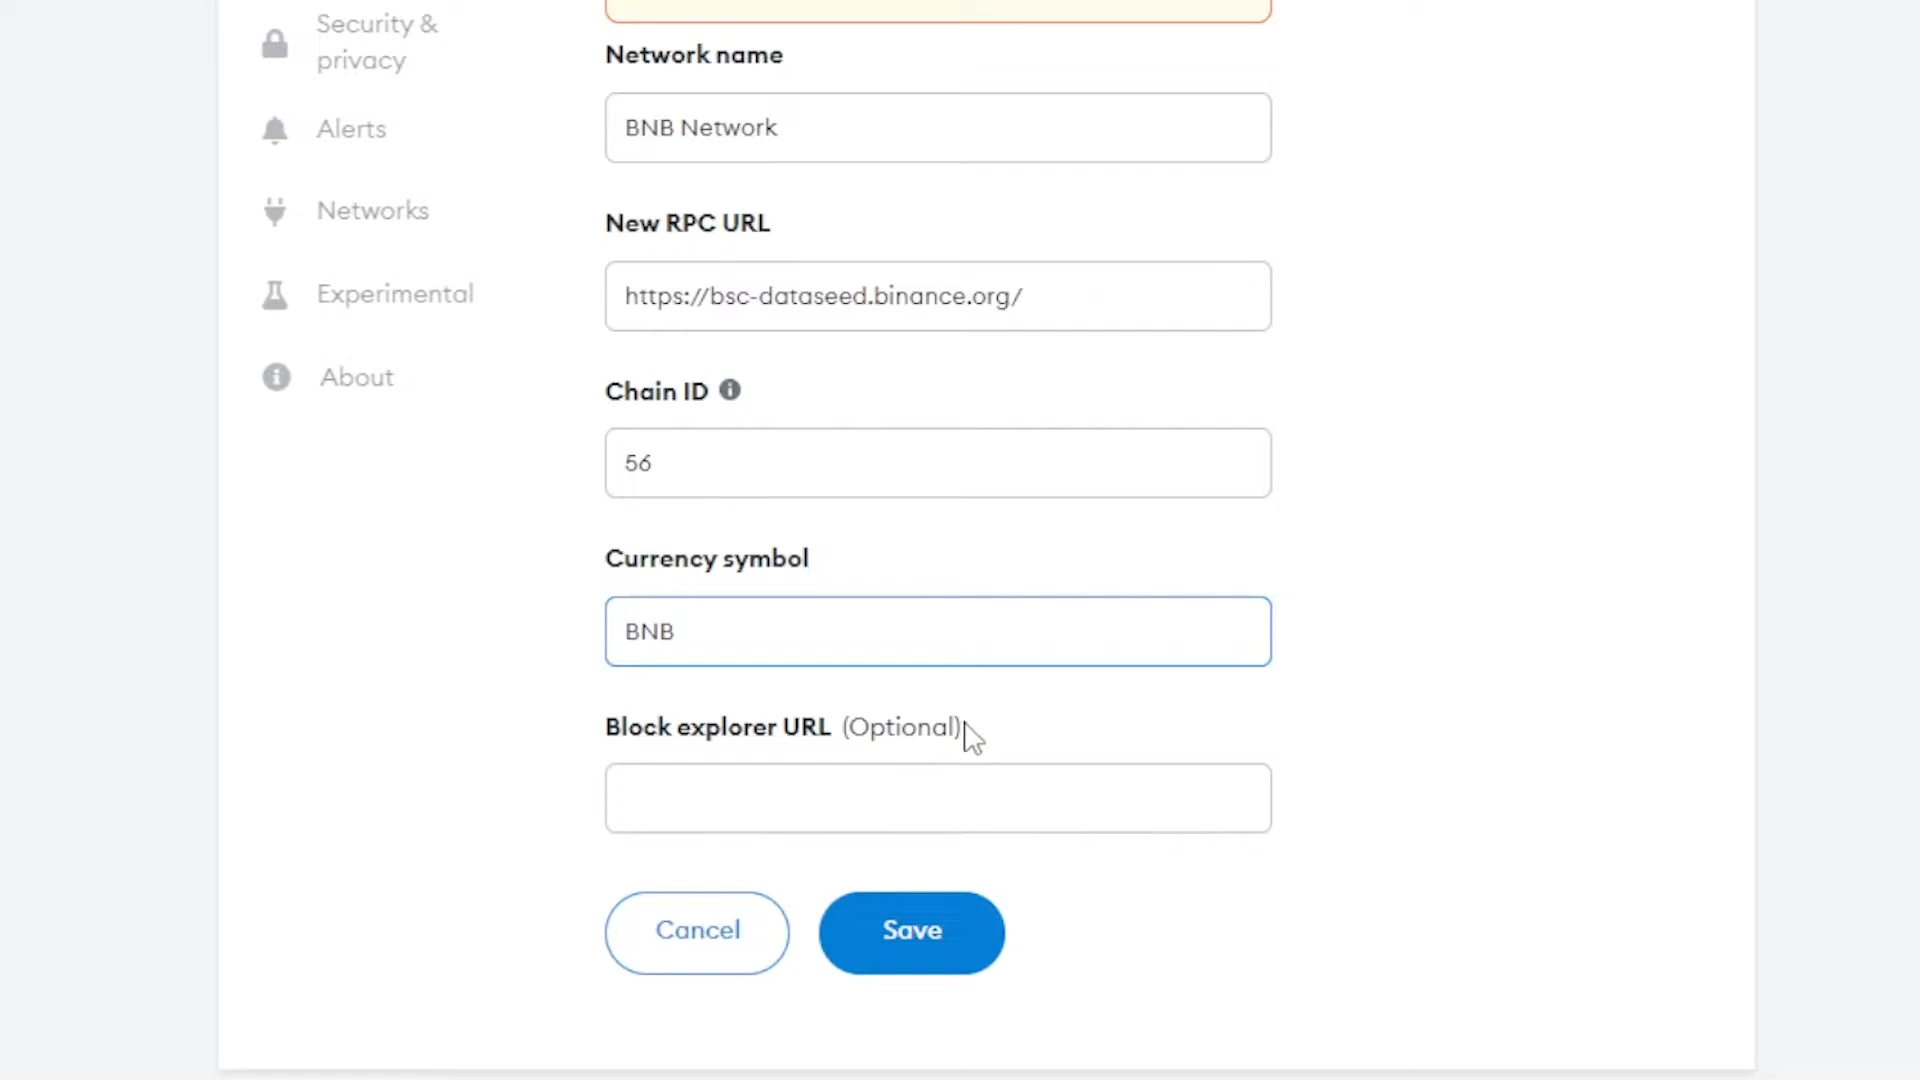 Security &
privacy
Alerts
Networks
Experimental
About
Network name
BNB Network
New RPC URL
https://bsc-dataseed.binance.org/
Chain ID
56
Currency symbol
BNB
Block explorer URL (Optional)
Cancel
Save